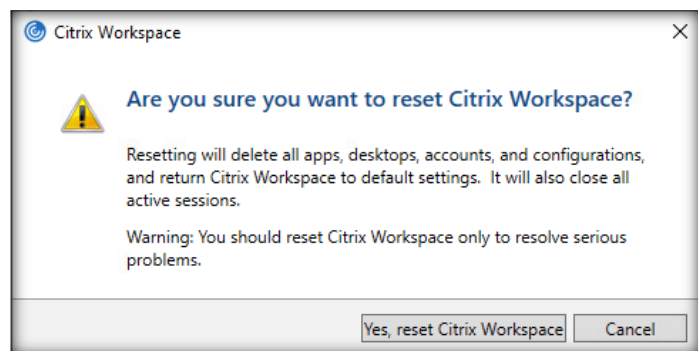 Citrix Workspace
Are you sure you want to reset Citrix Workspace?
Resetting will delete all apps, desktops, accounts, and configurations,
and return Citrix Workspace to default settings.  It will also close all
active sessions.
Warning: You should reset Citrix Workspace only to resolve serious
problems.
Yes, reset Citrix Workspace
Cancel